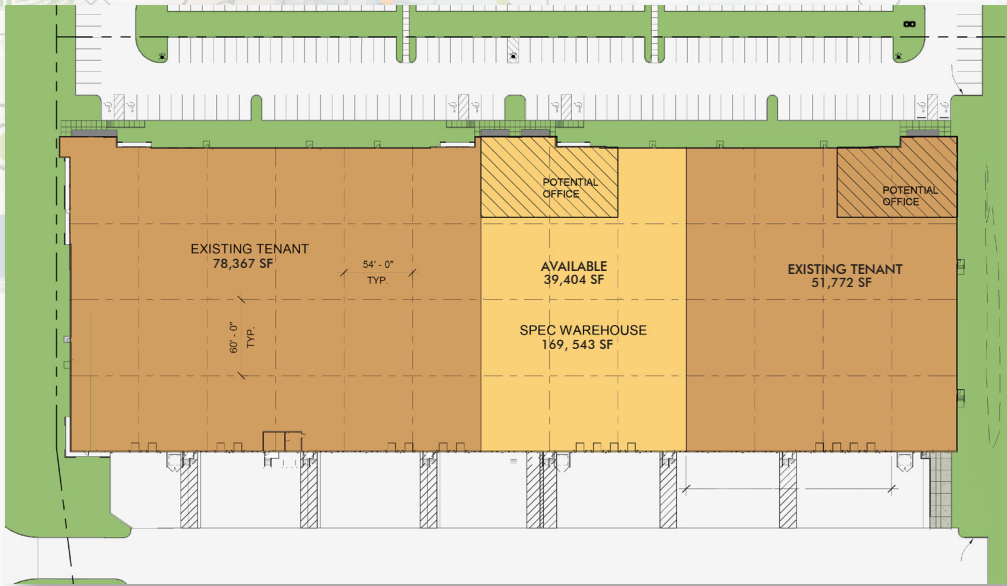 POTENTIAL
OFFICE
POTENTIAL
OFFICE
EXISTING TENANT
78,367 SF
54' - 0"
TYP.
AVAILABLE
39,404 SF
EXISTING TENANT
51,772 SF
60' - 0"
TYP.
SPEC WAREHOUSE
169, 543 SF